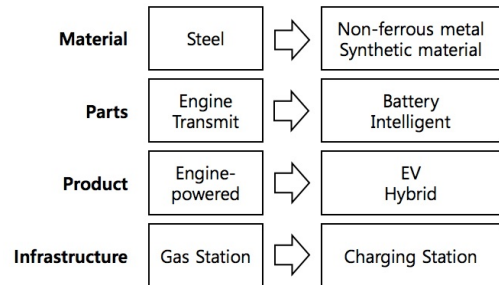 Material
Steel
Non-ferrous metal
Synthetic material
Parts
Engine
Transmit
Battery
Intelligent
Product
Engine-
powered
EV
Hybrid
Infrastructure
Gas Station
Charging Station